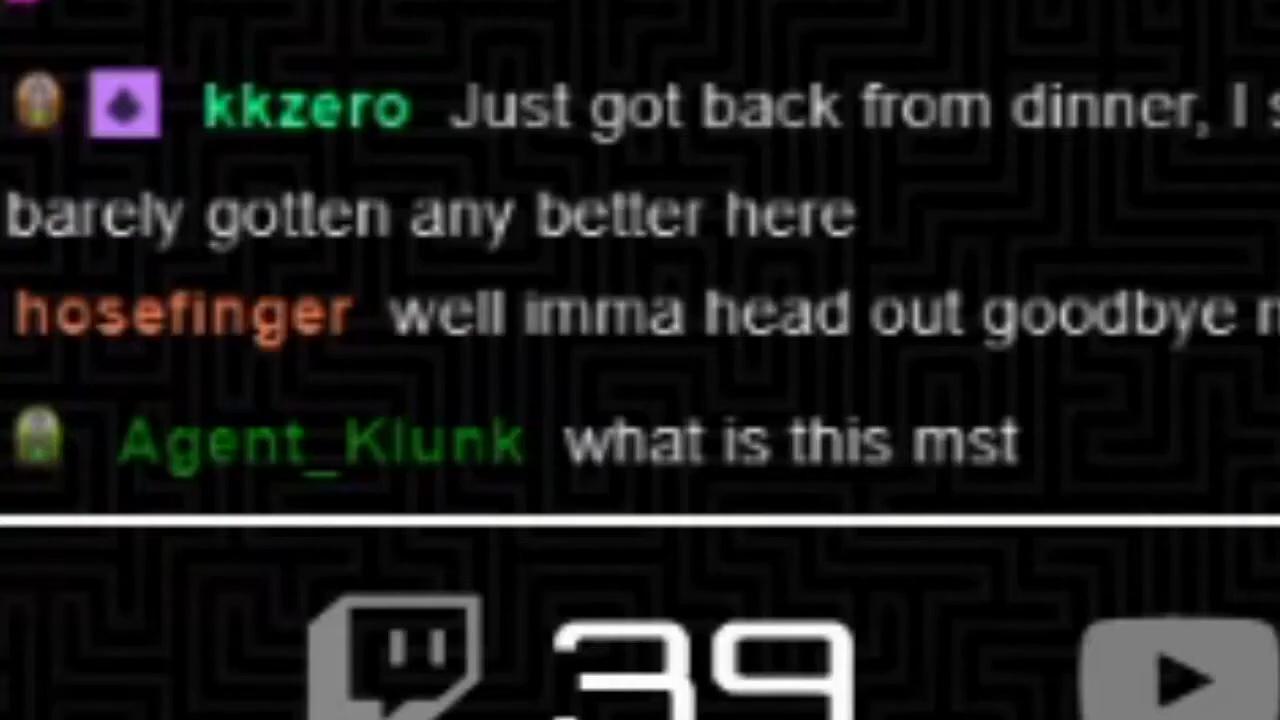 kkzero Just got back from dinner, I
barely gotten any better here
hosefinger well imma head out goodbye
Agent_Klunk what is this mst
39